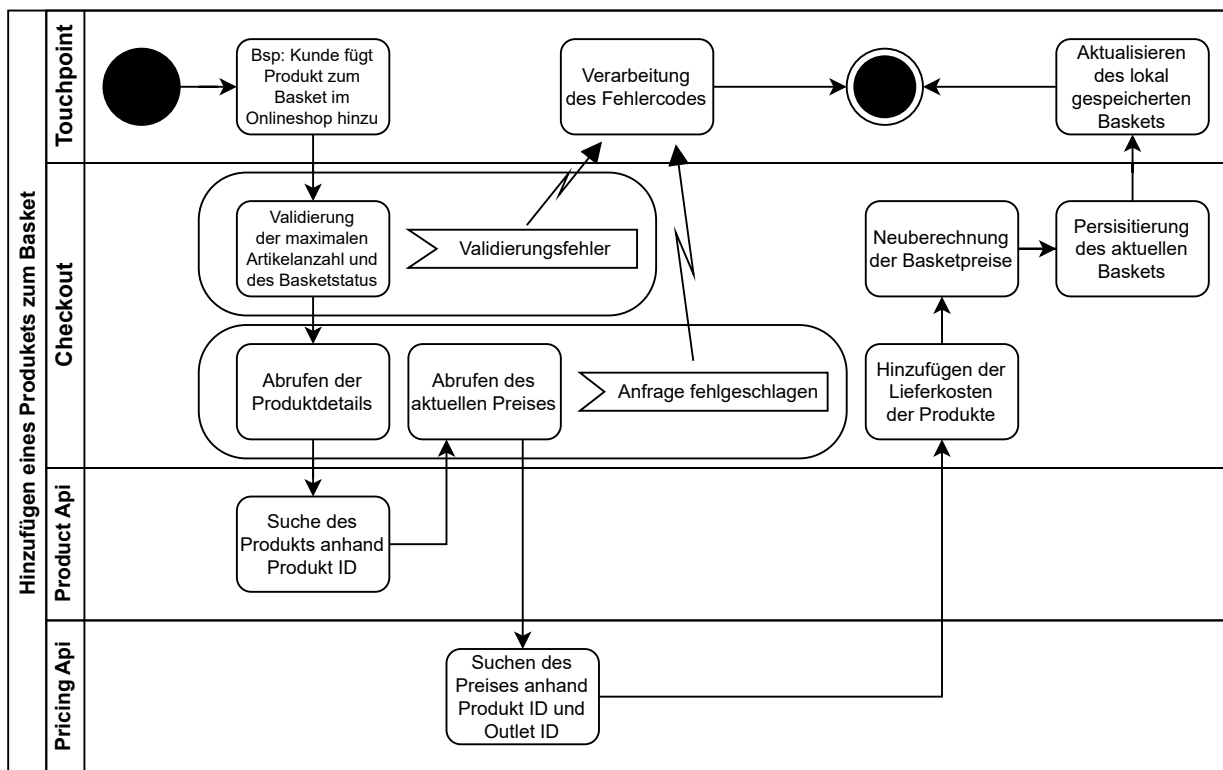 Hinzufügen eines Produkets zum Basket
Touchpoint
Bsp: Kunde fügt
Produkt zum
Basket im
Onlineshop hinzu
Verarbeitung
des Fehlercodes
Aktualisieren
des lokal
gespeicherten
Baskets
Checkout
Validierung
der maximalen
Artikelanzahl und
des Basketstatus
Validierungsfehler
Neuberechnung
der Basketpreise
Persisitierung
des aktuellen
Baskets
Abrufen der
Produktdetails
Abrufen des
aktuellen Preises
Anfrage fehlgeschlagen
Hinzufügen der
Lieferkosten
der Produkte
Product Api
Suche des
Produkts anhand
Produkt ID
Pricing Api
Suchen des
Preises anhand
Produkt ID und
Outlet ID